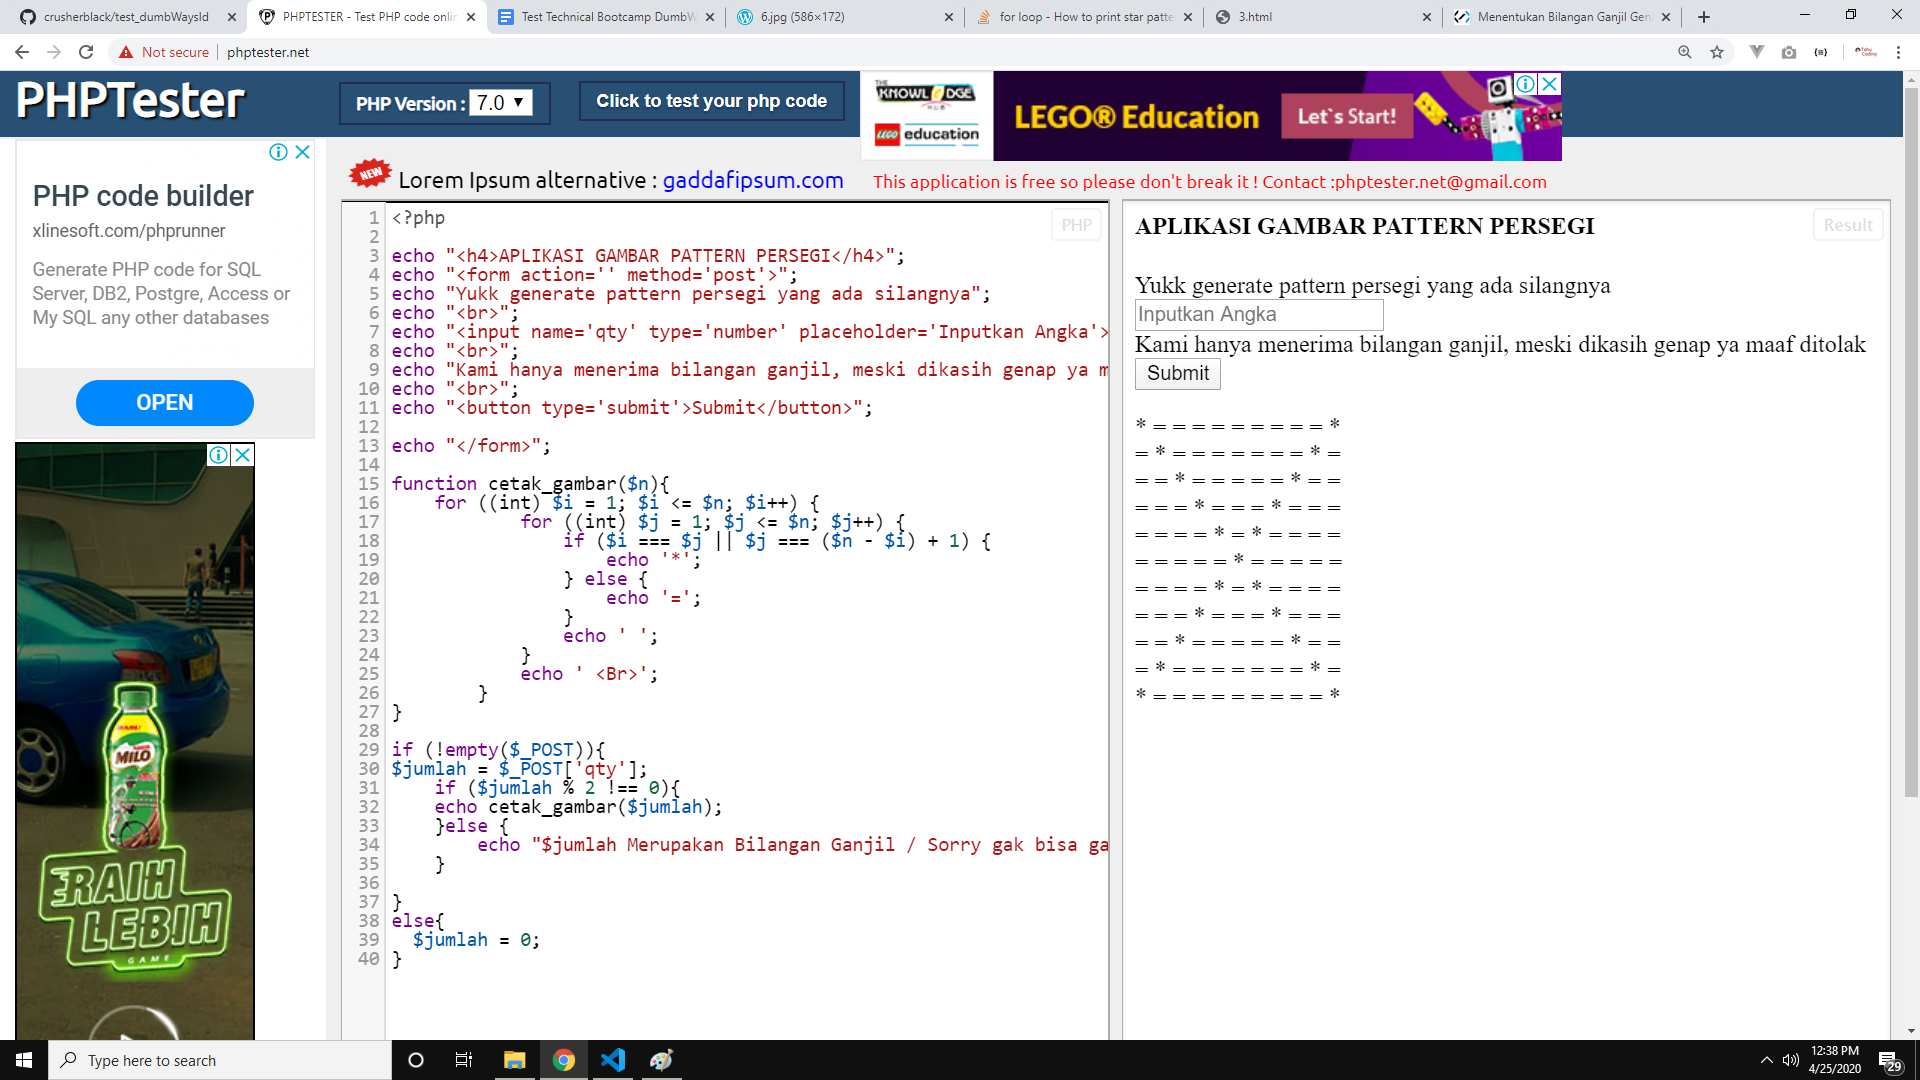 crusherblack/test_dumbWaysId
PHPTESTER - Test PHP code onlin
Test Technical Bootcamp DumbW
6.jpg (586×172)
for loop - How to print star patte
3.html
Menentukan Bilangan Ganjil Gen
Not secure
phptester.net
PHPTester
PHP Version : 7.0
Click to test your php code
THE KNOWLEDGE HUB
LEGO education
LEGO® Education
Let`s Start!
PHP code builder
xlinesoft.com/phprunner
Generate PHP code for SQL
Server, DB2, Postgre, Access or
My SQL any other databases
OPEN
NEW
Lorem Ipsum alternative : gaddafipsum.com
This application is free so please don't break it ! Contact :phptester.net@gmail.com
PHP
1 <?php
2
3 echo "<h4>APLIKASI GAMBAR PATTERN PERSEGI</h4>";
4 echo "<form action='' method='post'>";
5 echo "Yukk generate pattern persegi yang ada silangnya";
6 echo "<br>";
7 echo "<input name='qty' type='number' placeholder='Inputkan Angka'>
8 echo "<br>";
9 echo "Kami hanya menerima bilangan ganjil, meski dikasih genap ya m
10 echo "<br>";
11 echo "<button type='submit'>Submit</button>";
12
13 echo "</form>";
14
15 function cetak_gambar($n){
16 for ((int) $i = 1; $i <= $n; $i++) {
17 for ((int) $j = 1; $j <= $n; $j++) {
18 if ($i === $j || $j === ($n - $i) + 1) {
19 echo '*';
20 } else {
21 echo '=';
22 }
23 echo ' ';
24 }
25 echo ' <Br>';
26 }
27 }
28
29 if (!empty($_POST)){
30 $jumlah = $_POST['qty'];
31 if ($jumlah % 2 !== 0){
32 echo cetak_gambar($jumlah);
33 }else {
34 echo "$jumlah Merupakan Bilangan Ganjil / Sorry gak bisa ga
35 }
36
37 }
38 else{
39 $jumlah = 0;
40 }
Result
APLIKASI GAMBAR PATTERN PERSEGI
Yukk generate pattern persegi yang ada silangnya
Inputkan Angka
Kami hanya menerima bilangan ganjil, meski dikasih genap ya maaf ditolak
Submit
* = = = = = = = = = *
= * = = = = = = = * =
= = * = = = = = * = =
= = = * = = = * = = =
= = = = * = * = = = =
= = = = = * = = = = =
= = = = * = * = = = =
= = = * = = = * = = =
= = * = = = = = * = =
= * = = = = = = = * =
* = = = = = = = = = *
MILO
RAIH
LEBIH
GAME
Type here to search
12:38 PM
4/25/2020
29